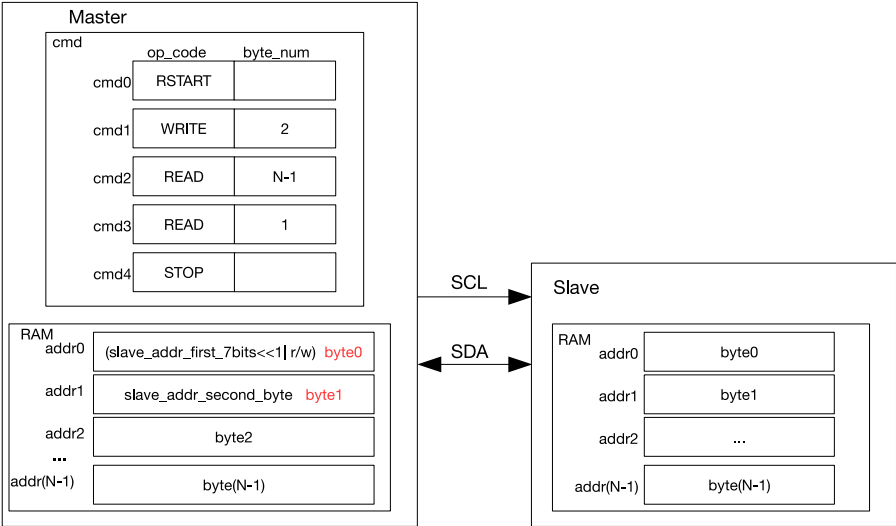 Master
cmd
op_code byte_num
cmd0 RSTART
cmd1 WRITE 2
cmd2 READ N-1
cmd3 READ 1
cmd4 STOP
SCL
SDA
RAM
addr0 (slave_addr_first_7bits<<1| r/w) byte0
addr1 slave_addr_second_byte byte1
addr2 byte2
...
addr(N-1) byte(N-1)
Slave
RAM
addr0 byte0
addr1 byte1
addr2 ...
addr(N-1) byte(N-1)